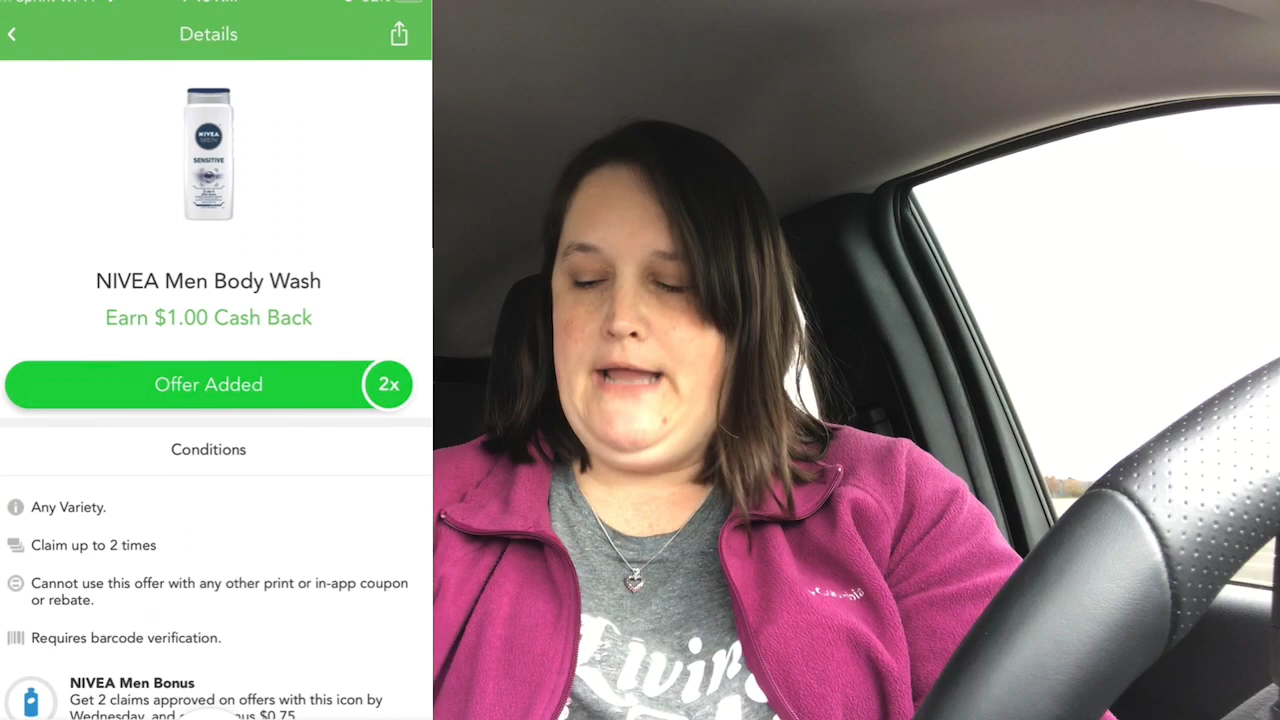 Details
NIVEA
MEN
SENSITIVE
NIVEA Men Body Wash
Earn $1.00 Cash Back
Offer Added
2x
Conditions
Any Variety.
Claim up to 2 times
Cannot use this offer with any other print or in-app coupon
or rebate.
Requires barcode verification.
NIVEA Men Bonus
Get 2 claims approved on offers with this icon by
Wednesday, and $0.75
Columbia
Living